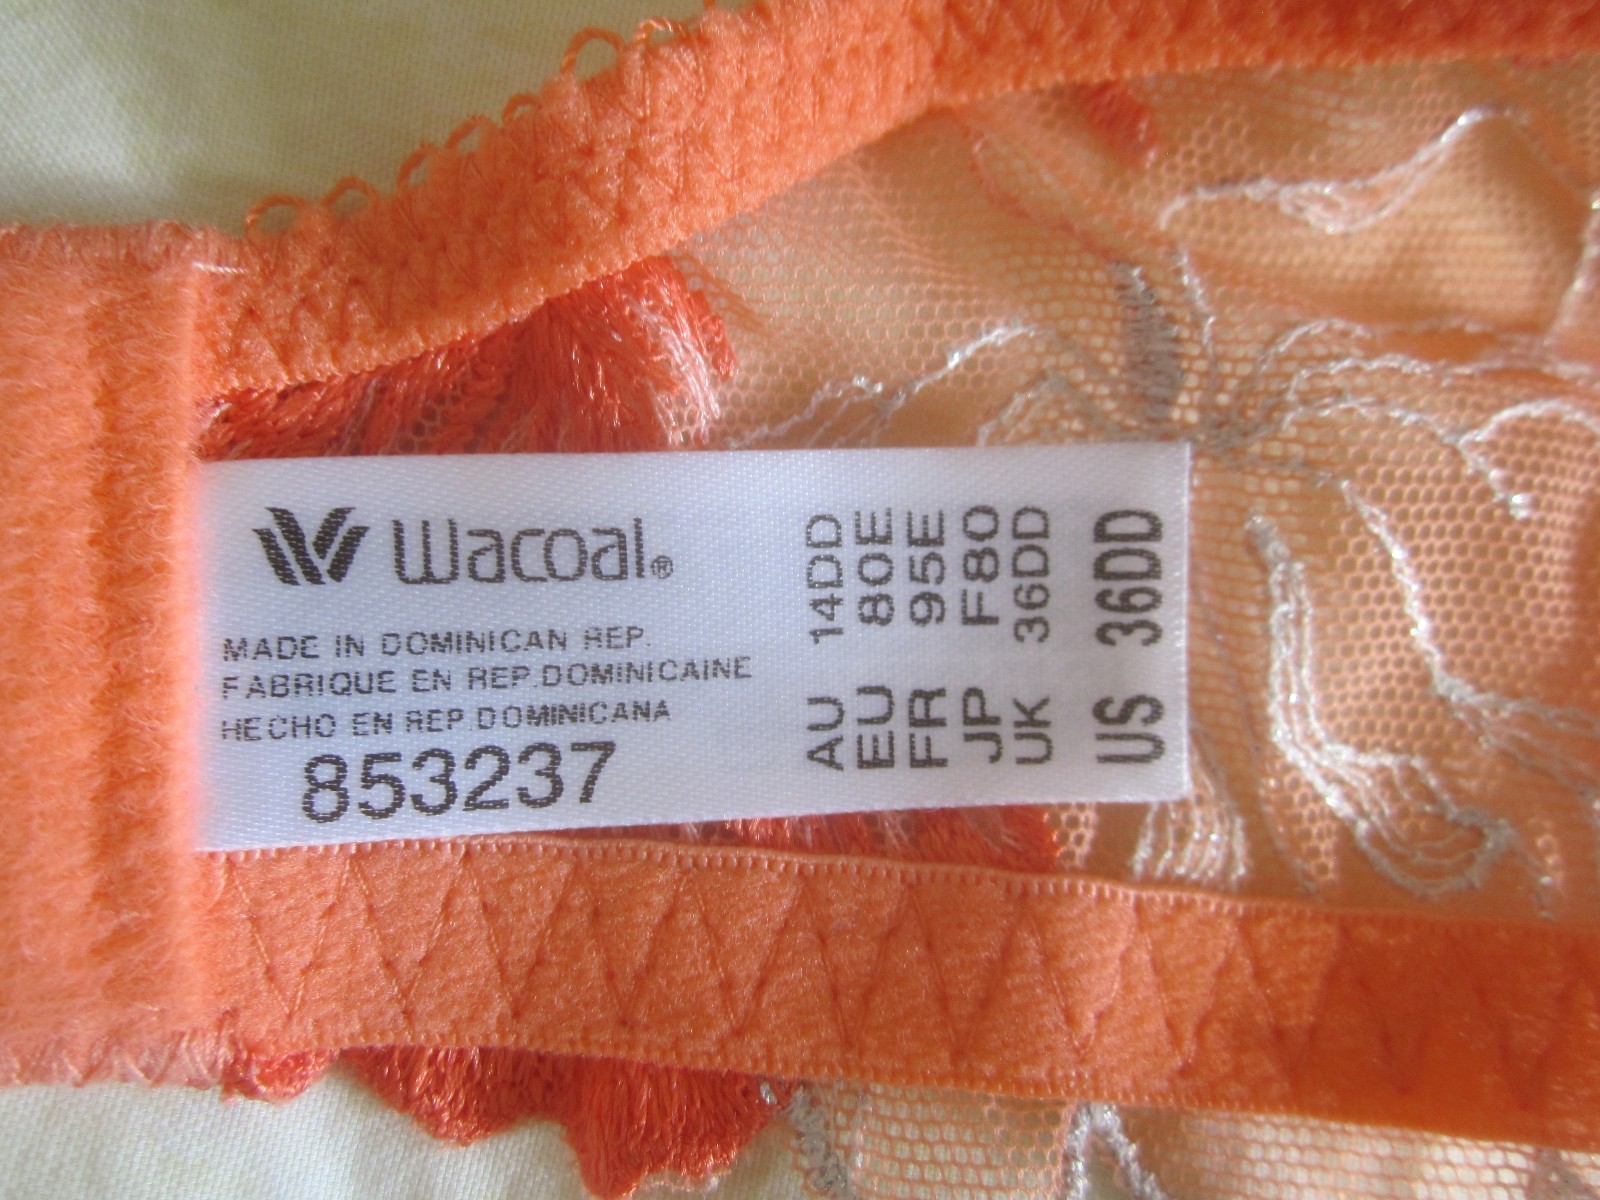 Wacoal®
MADE IN DOMINICAN REP.
FABRIQUE EN REP.DOMINICAINE
HECHO EN REP.DOMINICANA
853237
AU 14DD
EU 80E
FR 95E
JP F80
UK 36DD
US 36DD